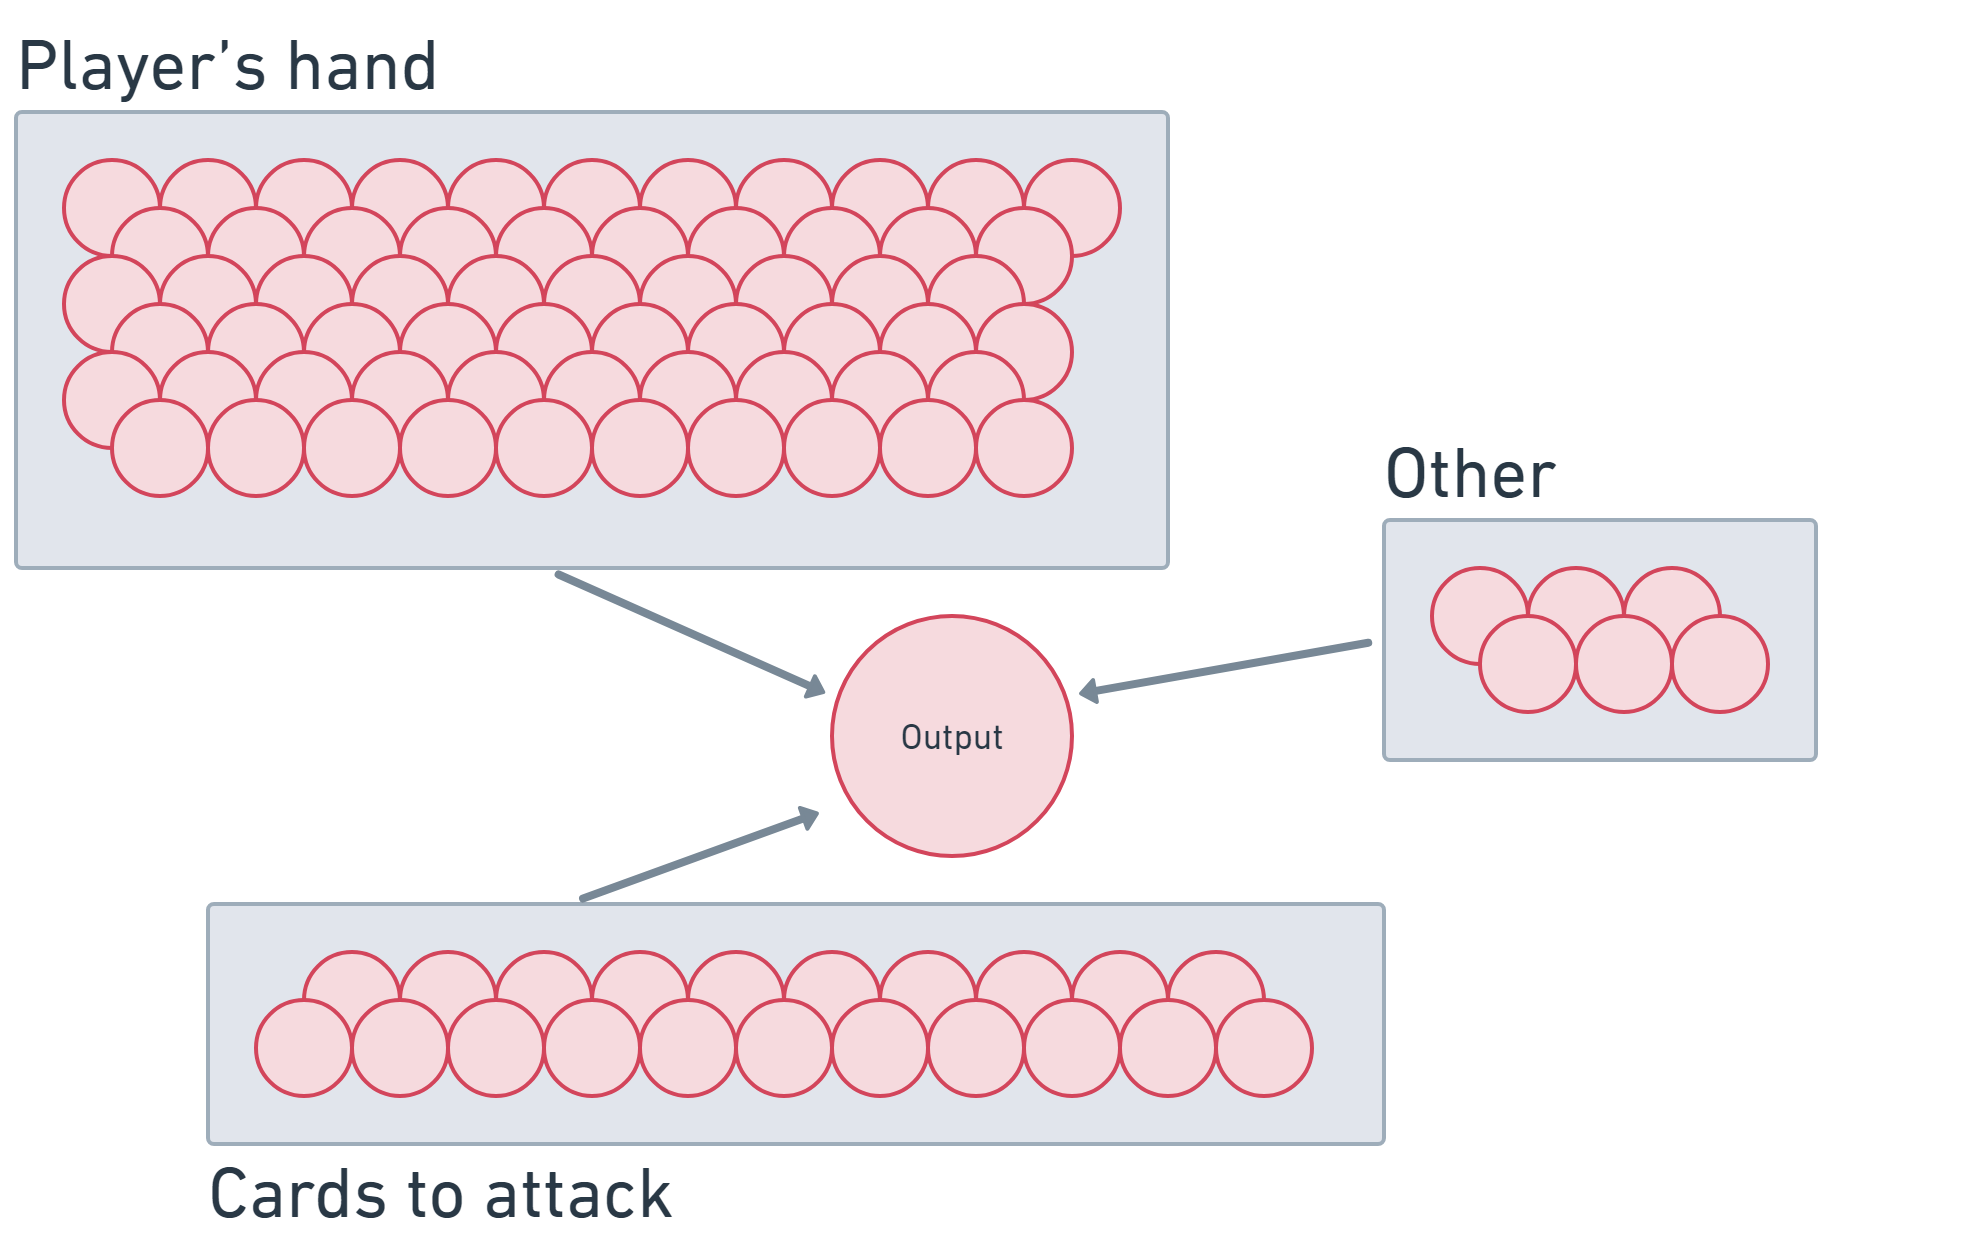 Player’s hand
Other
Output
Cards to attack